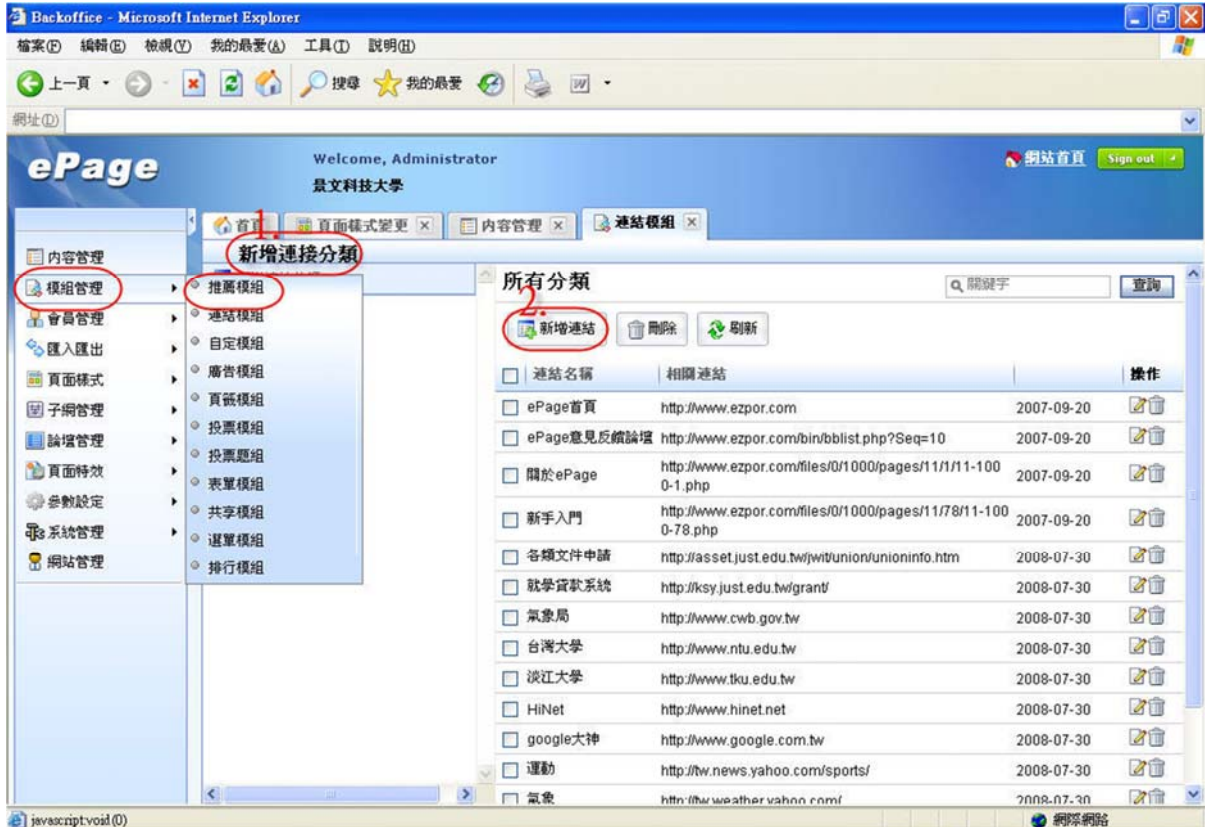 Backoffice - Microsoft Internet Explorer
檔案(F) 編輯(E) 檢視(V) 我的最愛(A) 工具(T) 說明(H)
上一頁 搜尋 我的最愛
網址(D)
ePage
Welcome, Administrator
景文科技大學
網站首頁 Sign out
首頁 頁面樣式變更 內容管理 連結模組
1.
新增連接分類
內容管理
模組管理
會員管理
匯入匯出
頁面樣式
子網管理
論壇管理
頁面特效
參數設定
系統管理
網站管理
推薦模組
連結模組
自定模組
廣告模組
頁籤模組
投票模組
投票題組
表單模組
共享模組
選單模組
排行模組
所有分類 關鍵字 查詢
2.
新增連結 刪除 刷新
連結名稱 相關連結 操作
ePage首頁 http://www.ezpor.com 2007-09-20
ePage意見反饋論壇 http://www.ezpor.com/bin/bblist.php?Seq=10 2007-09-20
關於ePage http://www.ezpor.com/files/0/1000/pages/11/1/11-100
0-1.php 2007-09-20
新手入門 http://www.ezpor.com/files/0/1000/pages/11/78/11-100
0-78.php 2007-09-20
各類文件申請 http://asset.just.edu.tw/jwit/union/unioninfo.htm 2008-07-30
就學貸款系統 http://ksy.just.edu.tw/grant/ 2008-07-30
氣象局 http://www.cwb.gov.tw 2008-07-30
台灣大學 http://www.ntu.edu.tw 2008-07-30
淡江大學 http://www.tku.edu.tw 2008-07-30
HiNet http://www.hinet.net 2008-07-30
google大神 http://www.google.com.tw 2008-07-30
運動 http://tw.news.yahoo.com/sports/ 2008-07-30
氣象 http://tw.weather.yahoo.com/ 2008-07-30
javascript:void(0) 網際網路